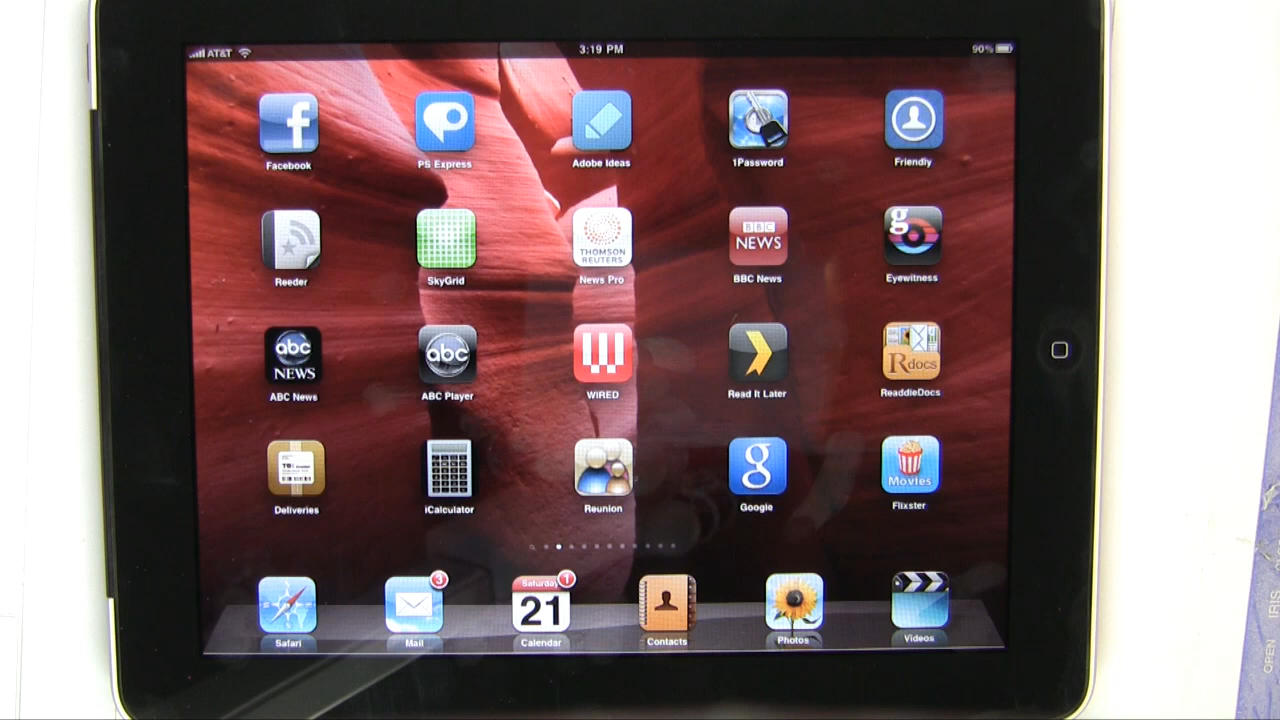 AT&T 3:19 PM 90%
f
Facebook PS Express Adobe Ideas 1Password Friendly
THOMSON
REUTERS
BBC
NEWS
g
Reeder SkyGrid News Pro BBC News Eyewitness
abc
NEWS
abc
W
Rdocs
ABC News ABC Player WIRED Read It Later ReaddieDocs
g
Movies
Deliveries iCalculator Reunion Google Flixster
3
Saturday 1
21
Safari Mail Calendar Contacts Photos Videos
OPEN IRIS